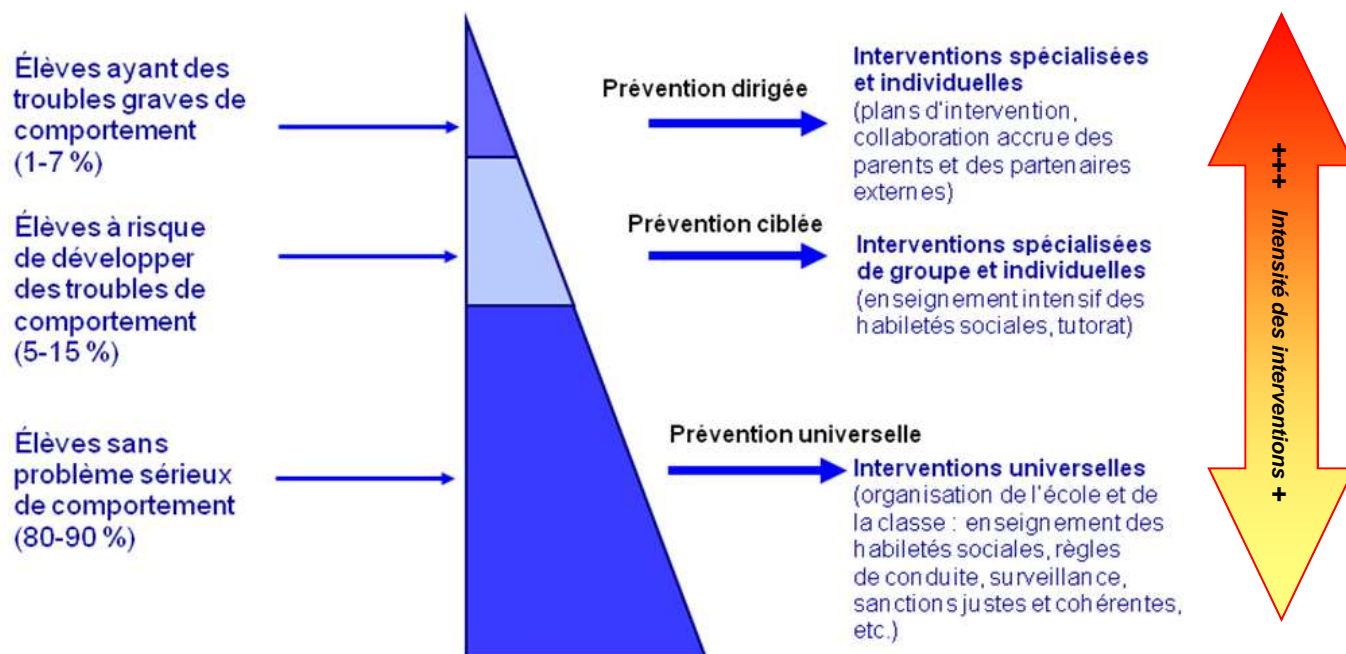 Élèves ayant des
troubles graves de
comportement
(1-7 %)
Prévention dirigée
Interventions spécialisées
et individuelles
(plans d'intervention,
collaboration accrue des
parents et des partenaires
externes)
Élèves à risque
de développer
des troubles de
comportement
(5-15 %)
Prévention ciblée
Interventions spécialisées
de groupe et individuelles
(enseignement intensif des
habiletés sociales, tutorat)
Élèves sans
problème sérieux
de comportement
(80-90 %)
Prévention universelle
Interventions universelles
(organisation de l'école et de
la classe : enseignement des
habiletés sociales, règles
de conduite, surveillance,
sanctions justes et cohérentes,
etc.)
+++ Intensité des interventions +